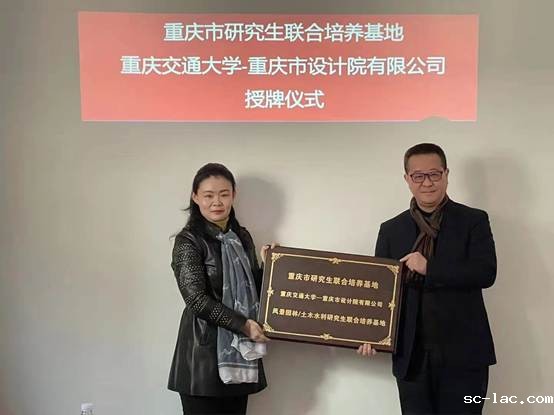 重庆市研究生联合培养基地
重庆交通大学-重庆市设计院有限公司
授牌仪式
重庆市研究生联合培养基地
重庆交通大学—重庆市设计院有限公司
风景园林/土木水利研究生联合培养基地
sc-lac.com